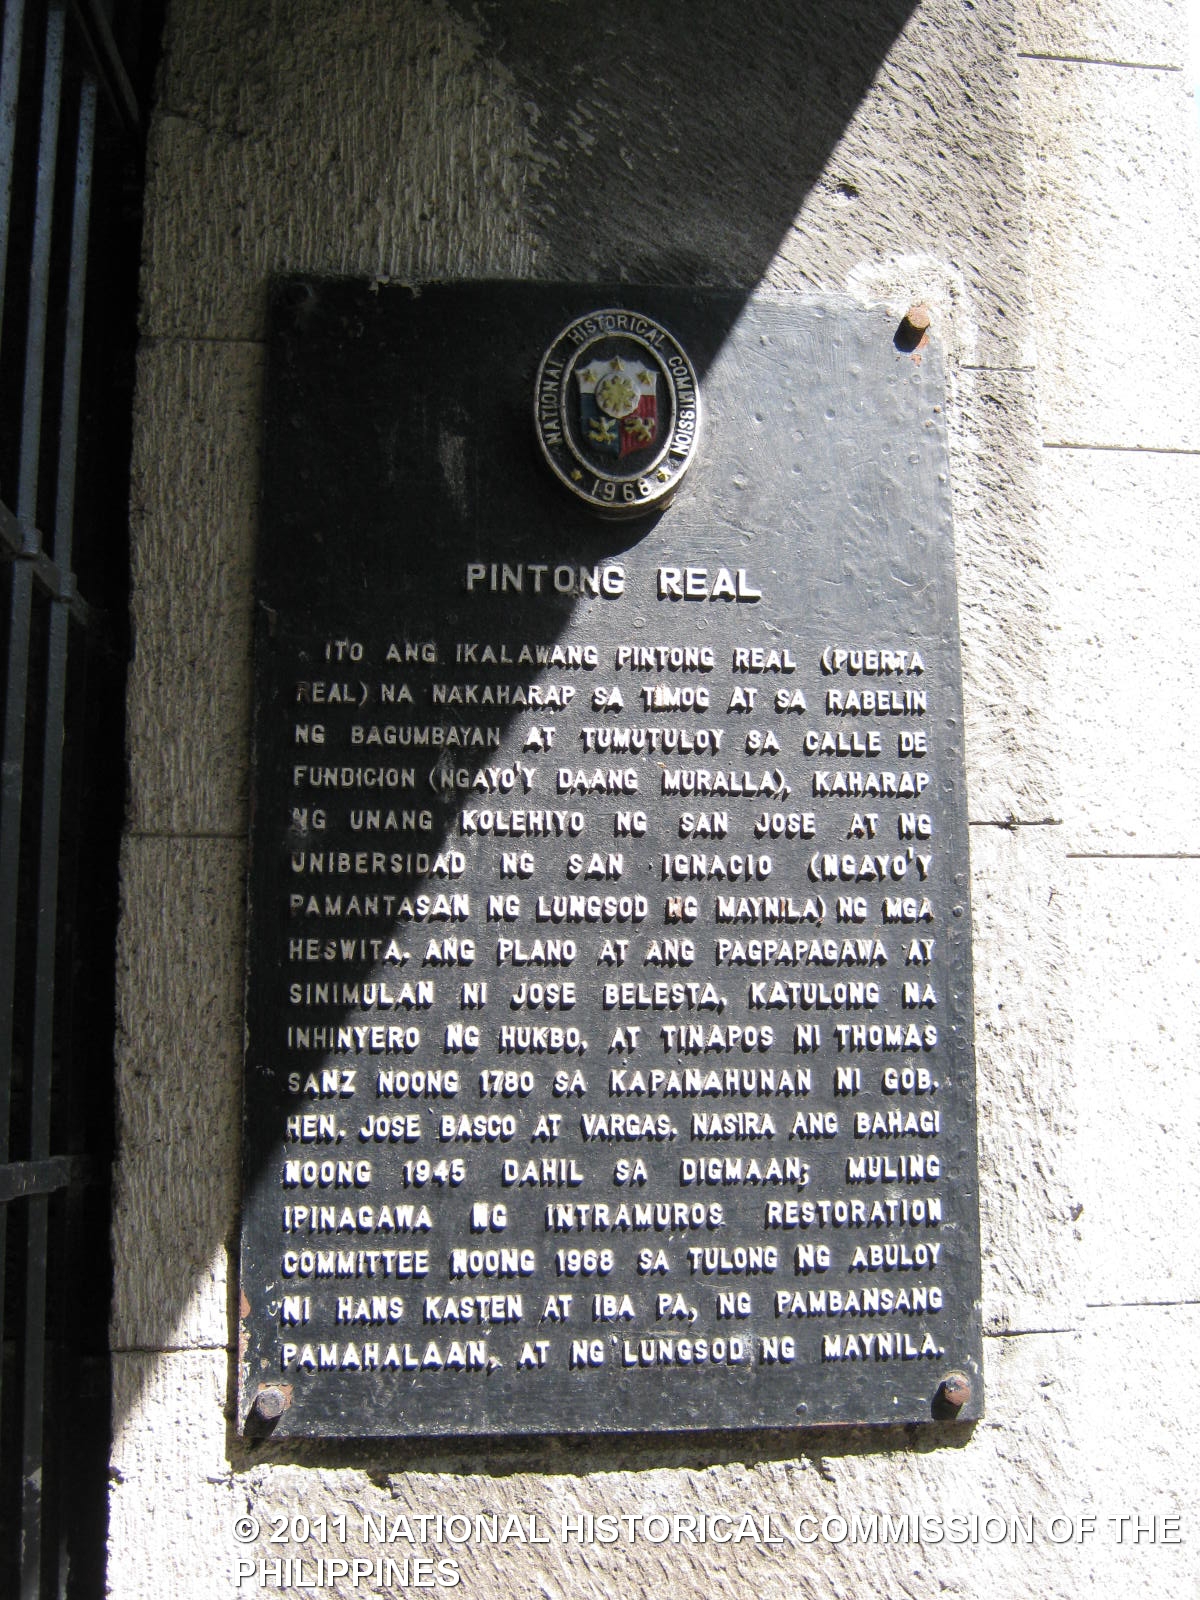 NATIONAL HISTORICAL COMMISSION
1968
PINTONG REAL
ITO ANG IKALAWANG PINTONG REAL (PUERTA
REAL) NA NAKAHARAP SA TIMOG AT SA RABELIN
NG BAGUMBAYAN AT TUMUTULOY SA CALLE DE
FUNDICION (NGAYO'Y DAANG MURALLA), KAHARAP
NG UNANG KOLEHIYO NG SAN JOSE AT NG
UNIBERSIDAD NG SAN IGNACIO (NGAYO'Y
PAMANTASAN NG LUNGSOD NG MAYNILA) NG MGA
HESWITA. ANG PLANO AT ANG PAGPAPAGAWA AY
SINIMULAN NI JOSE BELESTA, KATULONG NA
INHINYERO NG HUKBO, AT TINAPOS NI THOMAS
SANZ NOONG 1780 SA KAPANAHUNAN NI GOB.
HEN. JOSE BASCO AT VARGAS. NASIRA ANG BAHAGI
NOONG 1945 DAHIL SA DIGMAAN; MULING
IPINAGAWA NG INTRAMUROS RESTORATION
COMMITTEE NOONG 1968 SA TULONG NG ABULOY
NI HANS KASTEN AT IBA PA, NG PAMBANSANG
PAMAHALAAN, AT NG LUNGSOD NG MAYNILA.
© 2011 NATIONAL HISTORICAL COMMISSION OF THE
PHILIPPINES